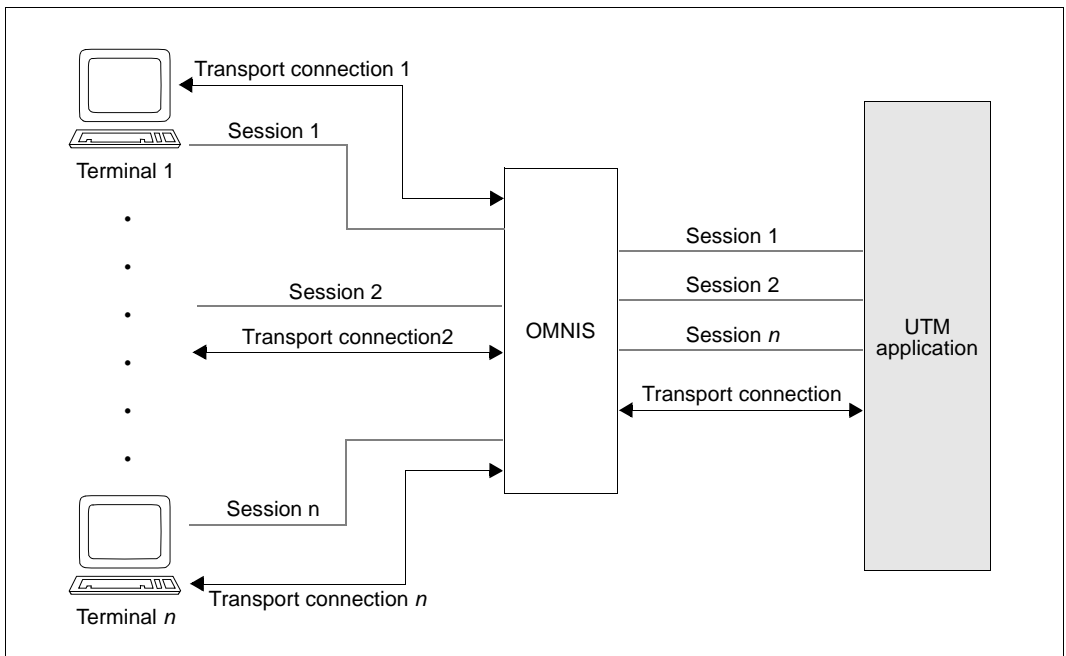 Transport connection 1
Session 1
Terminal 1
Session 2
Transport connection2
Session n
Transport connection n
Terminal n
OMNIS
Session 1
Session 2
Session n
Transport connection
UTM
application